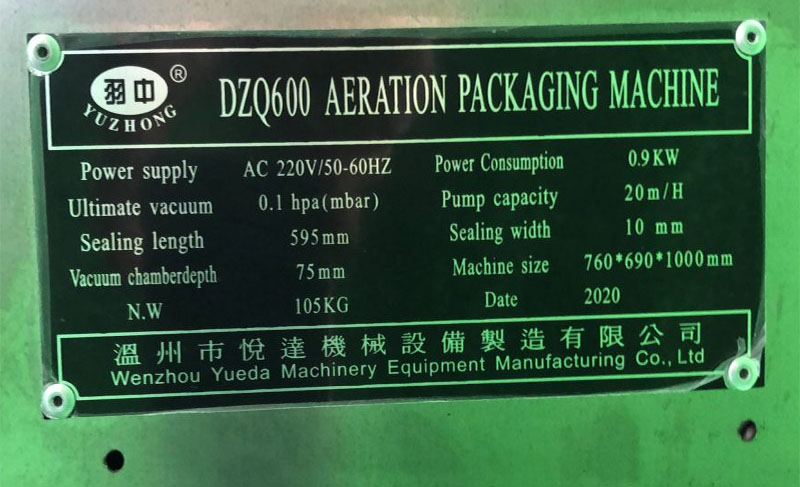 羽中®
YUZHONG
DZQ600 AERATION PACKAGING MACHINE
Power supply AC 220V/50-60HZ Power Consumption 0.9KW
Ultimate vacuum 0.1 hpa(mbar) Pump capacity 20m/H
Sealing length 595mm Sealing width 10 mm
Vacuum chamberdepth 75mm Machine size 760*690*1000mm
N.W 105KG Date 2020
溫州市悅達機械設備製造有限公司
Wenzhou Yueda Machinery Equipment Manufacturing Co., Ltd